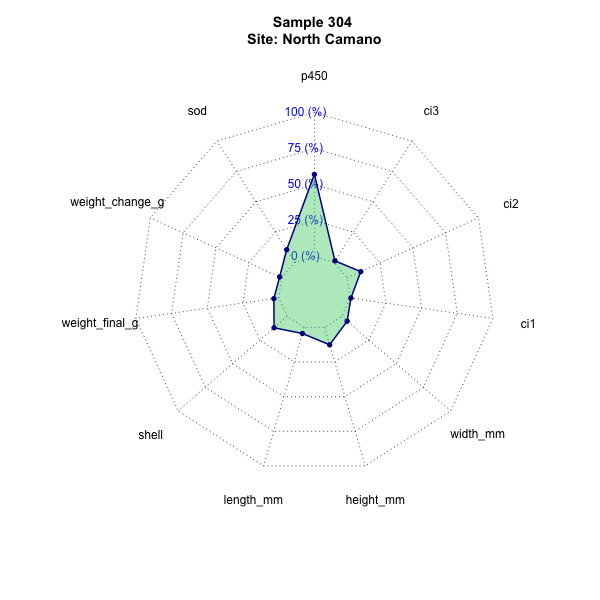 Sample 304
Site: North Camano
p450
100 (%)
sod
ci3
75 (%)
50 (%)
weight_change_g
ci2
25 (%)
0 (%)
weight_final_g
ci1
shell
width_mm
length_mm
height_mm